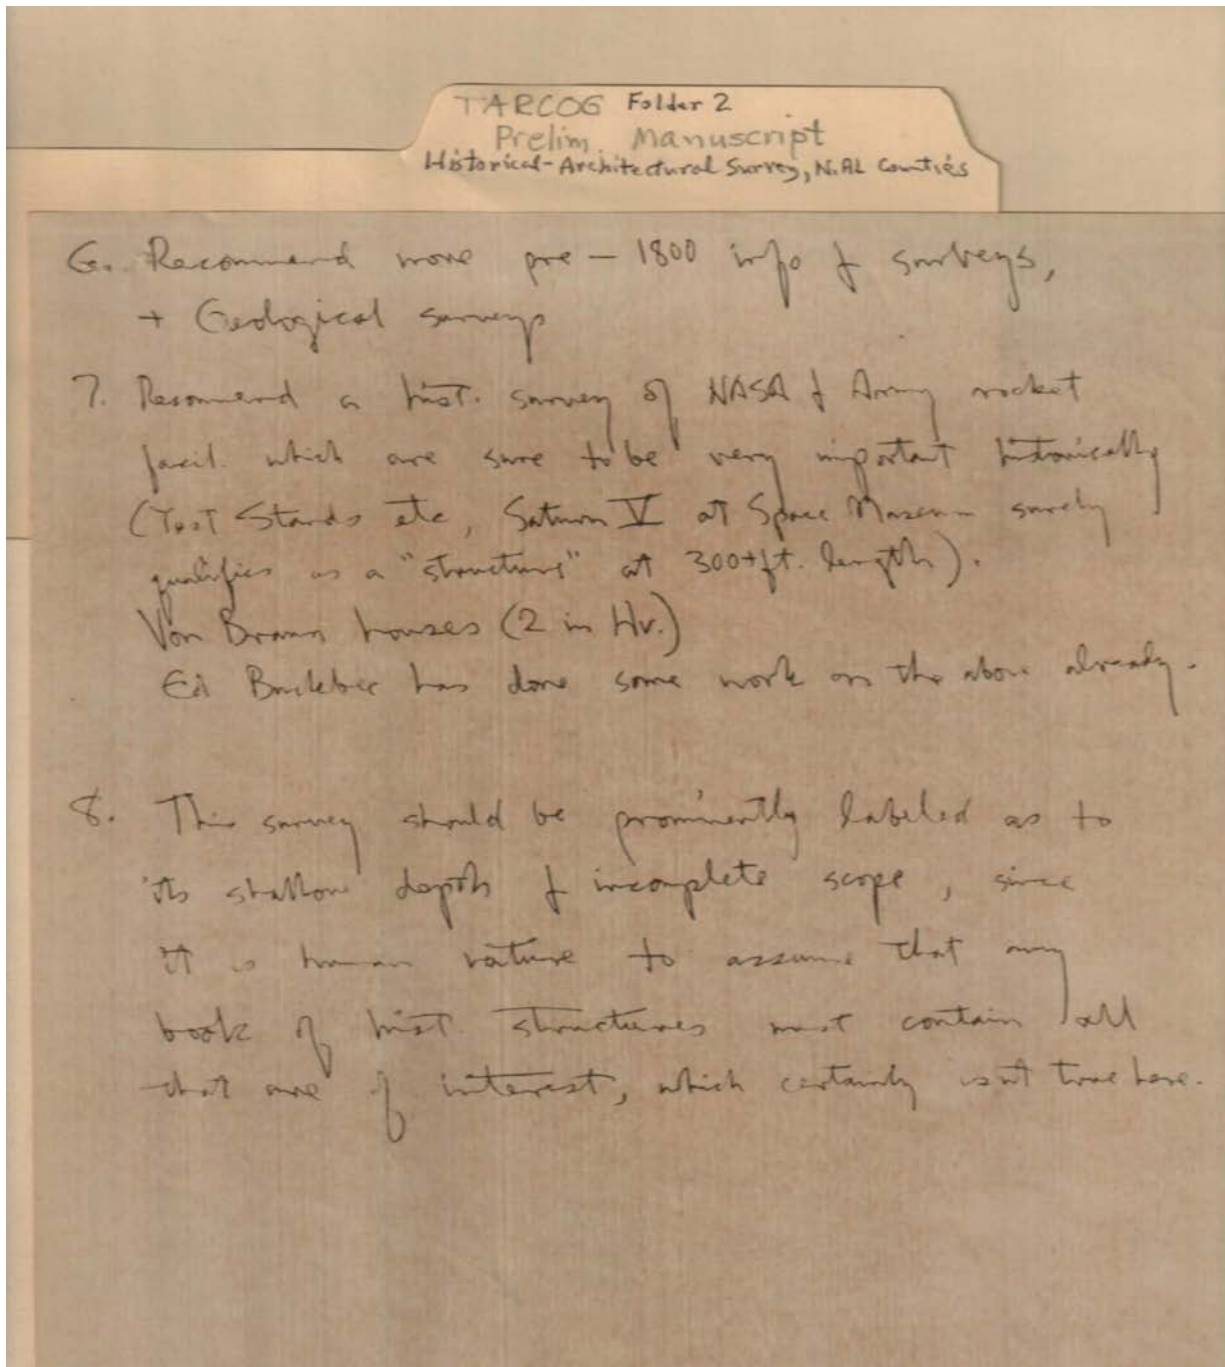 TARCOG Folder 2
Prelim. Manuscript
Historical-Architectural Survey, N.AL Counties
6. Recommend more pre-1800 info & surveys,
+ Geological surveys
7. Recommend a hist. survey of NASA & Army rocket
facil. which are sure to be very important historically
(Test Stands etc, Saturn V at Space Museum surely
qualifies as a "structure" at 300+ft. length).
Von Braun houses (2 in Hv.)
Ed has done some work on the above already.
8. This survey should be prominently labeled as to
its shallow depth & incomplete scope, since
it is human nature to assume that any
book of hist structures must contain all
that are of interest, which certainly isn't true here.